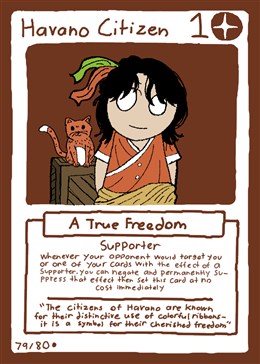 Havano Citizen 1
A True Freedom
Supporter
Whenever your opponent would target you
or one of your cards with the effect of a
Supporter, you can negate and permanently su-
ppress that effect then set this card at no
cost immediately
"The citizens of Havano are known
for their distinctive use of colorful ribbons-
it is a symbol for their cherished freedom"
79/80